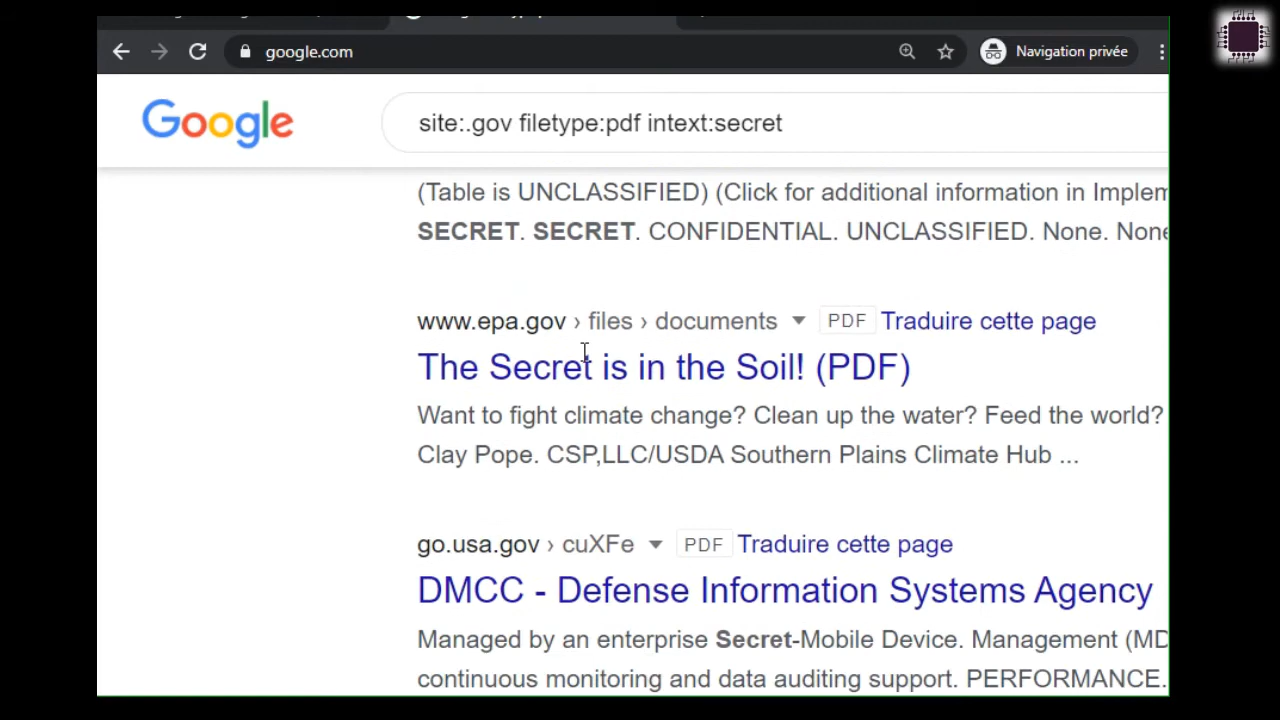 google.com
Navigation privée
Google
site:.gov filetype:pdf intext:secret
(Table is UNCLASSIFIED) (Click for additional information in Implem
SECRET. SECRET. CONFIDENTIAL. UNCLASSIFIED. None. None
www.epa.gov › files › documents PDF Traduire cette page
The Secret is in the Soil! (PDF)
Want to fight climate change? Clean up the water? Feed the world?
Clay Pope. CSP,LLC/USDA Southern Plains Climate Hub ...
go.usa.gov › cuXFe PDF Traduire cette page
DMCC - Defense Information Systems Agency
Managed by an enterprise Secret-Mobile Device. Management (MD
continuous monitoring and data auditing support. PERFORMANCE.